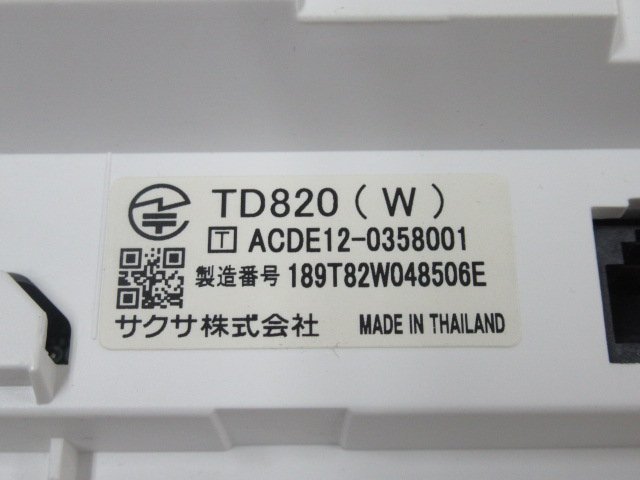 TD820(W)
T ACDE12-0358001
製造番号 189T82W048506E
サクサ株式会社 MADE IN THAILAND